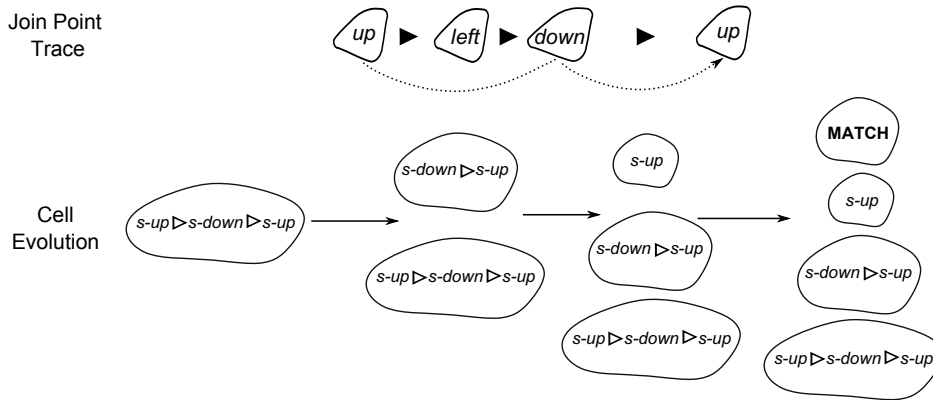 Join Point
Trace
up ▶ left ▶ down ▶ up
MATCH
s-down ▷ s-up
s-up
s-up
Cell
Evolution
s-up ▷ s-down ▷ s-up
s-down ▷ s-up
s-down ▷ s-up
s-up ▷ s-down ▷ s-up
s-up ▷ s-down ▷ s-up
s-up ▷ s-down ▷ s-up